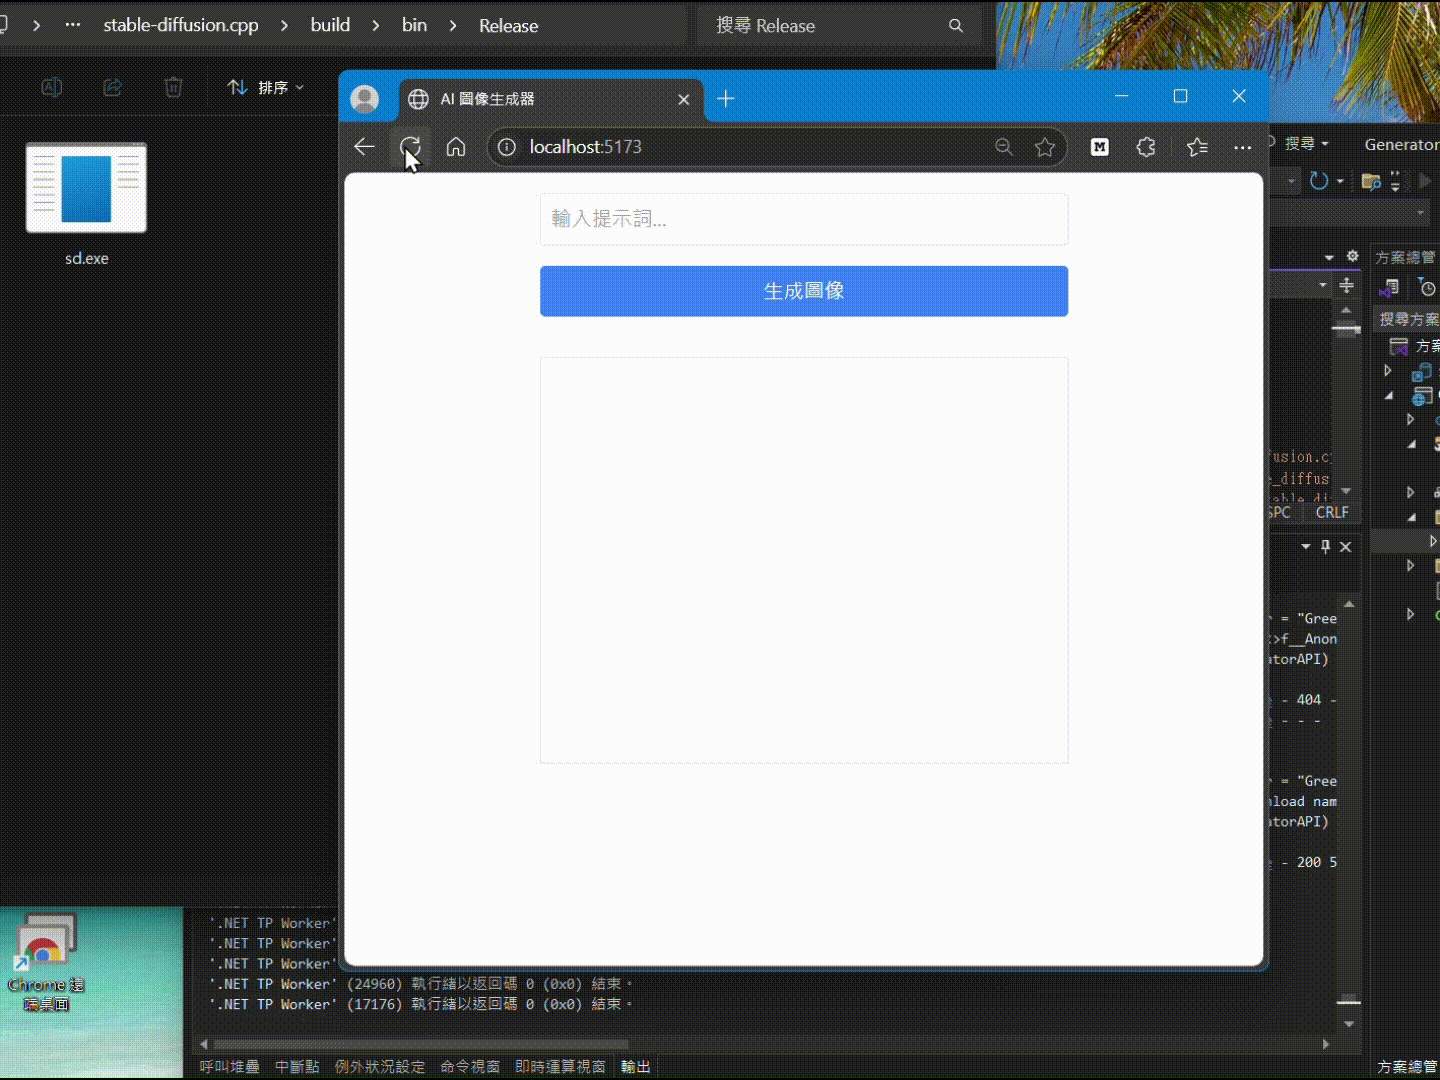 stable-diffusion.cpp
build
bin
Release
搜尋 Release
排序
sd.exe
AI 圖像生成器
localhost:5173
輸入提示詞...
生成圖像
搜尋
Generator
方案總管
搜尋方案
方案
fusion.c
_diffus
SPC
CRLF
= "Gree
>f__Anon
torAPI)
- 404 -
- - -
= "Gree
load nam
torAPI)
- 200 5
Chrome 遠
端桌面
'.NET TP Worker'
'.NET TP Worker'
'.NET TP Worker'
'.NET TP Worker' (24960) 執行緒以返回碼 0 (0x0) 結束。
'.NET TP Worker' (17176) 執行緒以返回碼 0 (0x0) 結束。
呼叫堆疊
中斷點
例外狀況設定
命令視窗
即時運算視窗
輸出
方案總管